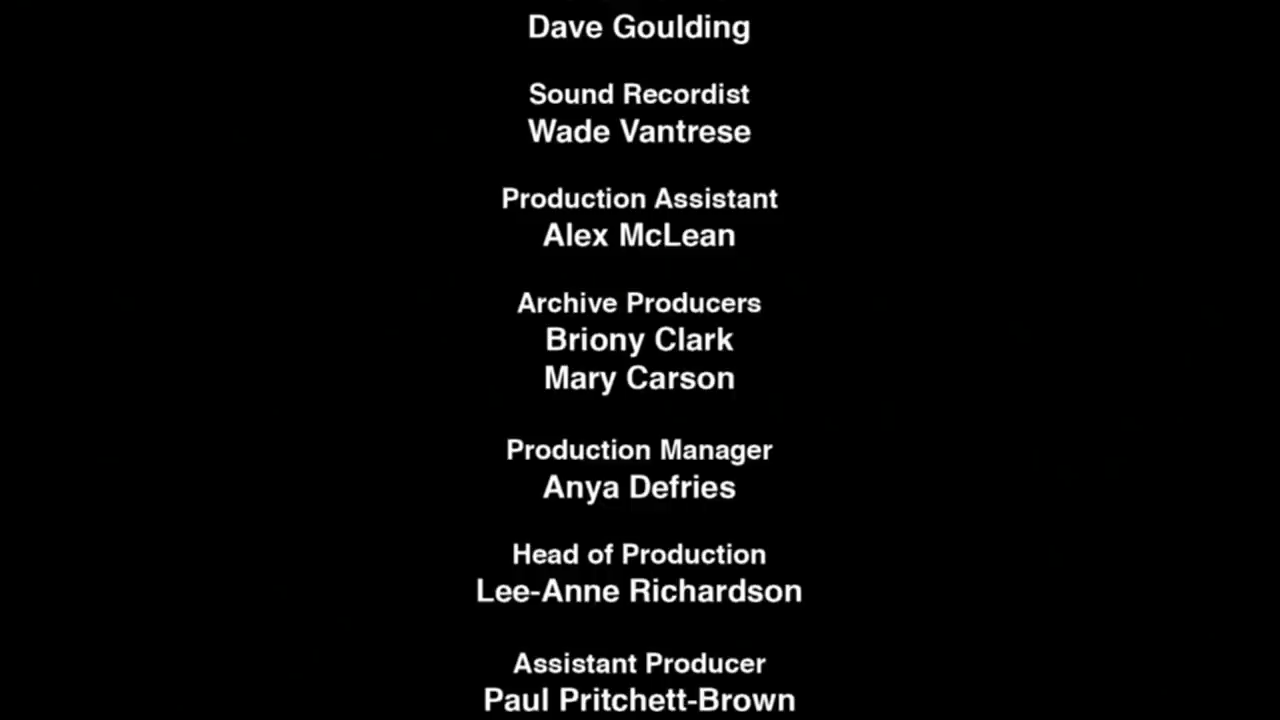 Dave Goulding
Sound Recordist
Wade Vantrese
Production Assistant
Alex McLean
Archive Producers
Briony Clark
Mary Carson
Production Manager
Anya Defries
Head of Production
Lee-Anne Richardson
Assistant Producer
Paul Pritchett-Brown